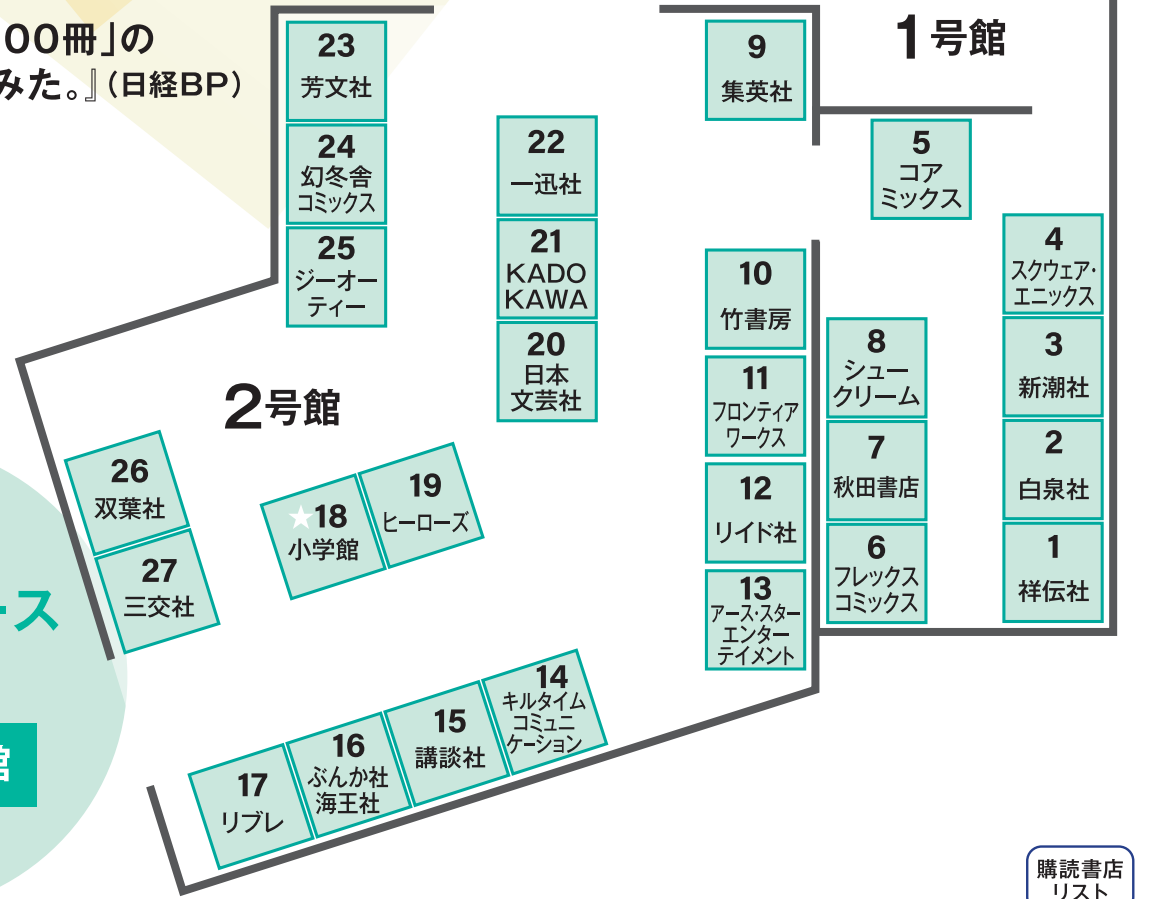 00冊」の
みた。』（日経BP）
1号館
2号館
23
芳文社
24
幻冬舎
コミックス
25
ジーオー
ティー
22
一迅社
21
KADO
KAWA
20
日本
文芸社
9
集英社
5
コア
ミックス
4
スクウェア・
エニックス
3
新潮社
2
白泉社
1
祥伝社
10
竹書房
11
フロンティア
ワークス
12
リイド社
13
アース・スター
エンター
テイメント
8
シュー
クリーム
7
秋田書店
6
フレックス
コミックス
26
双葉社
27
三交社
★18
小学館
19
ヒーローズ
14
キルタイム
コミュニ
ケーション
15
講談社
16
ぶんか社
海王社
17
リブレ
ース
館
購読書店
リスト